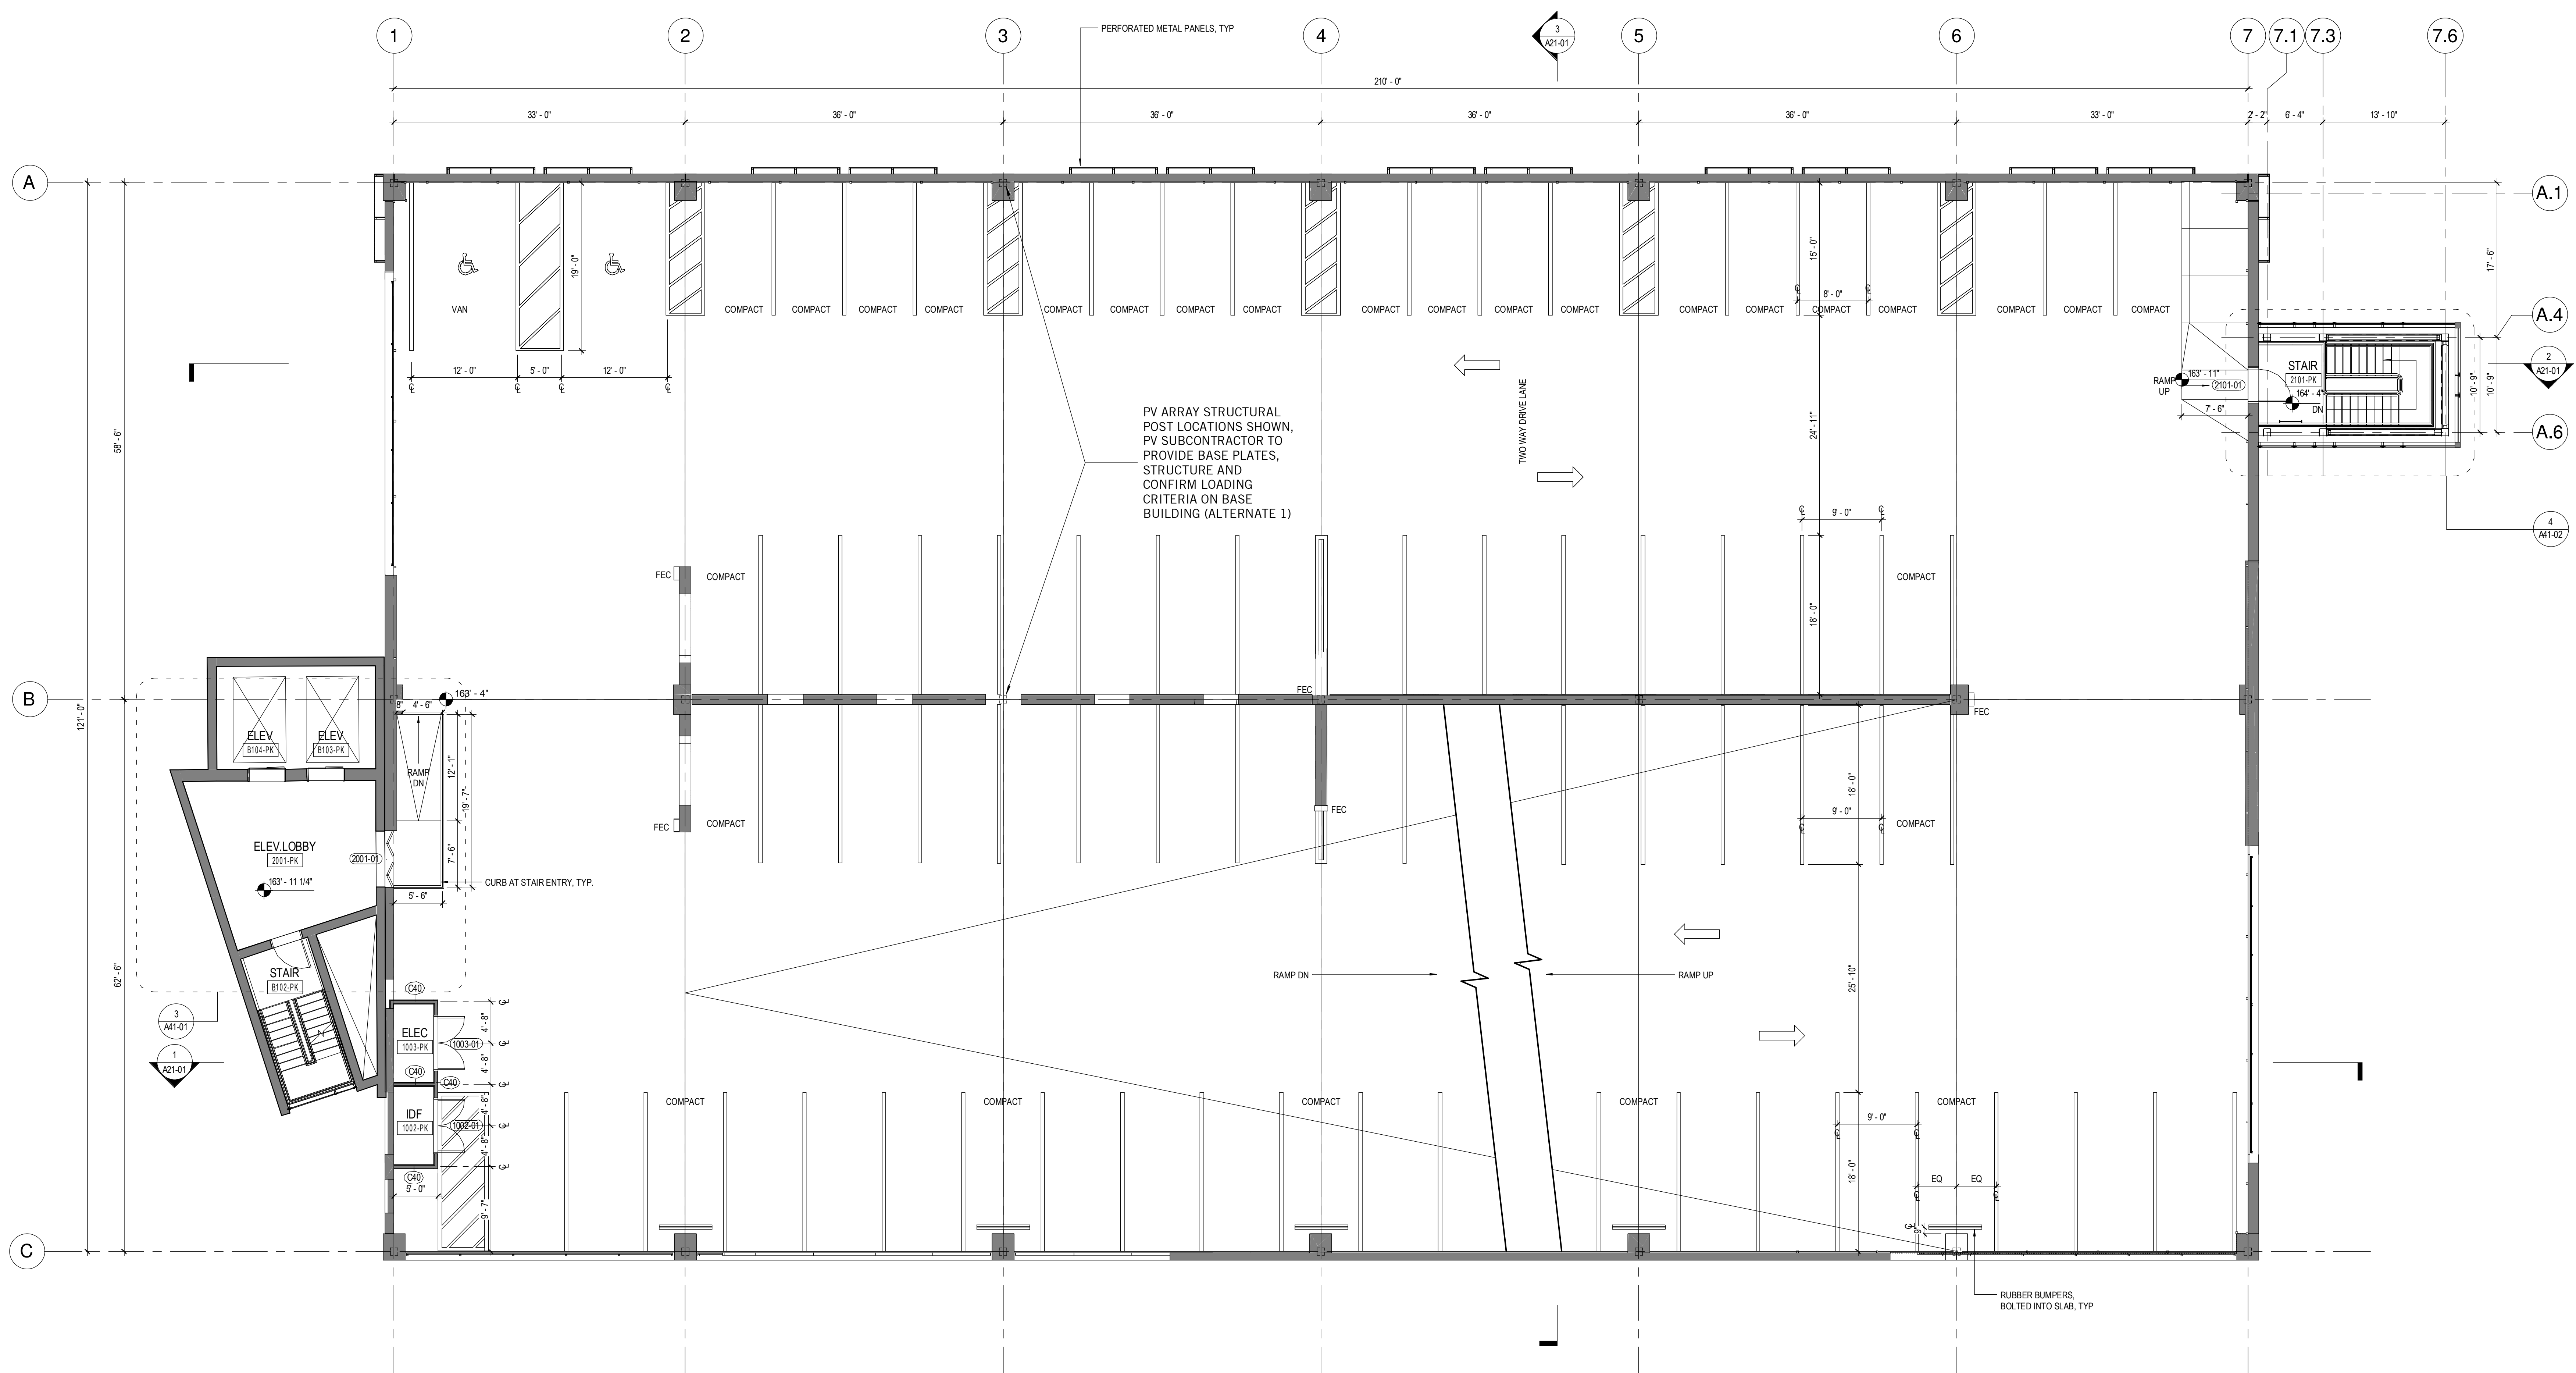 1 2 3 4 5 6 7 7.1 7.3 7.6
PERFORATED METAL PANELS, TYP
3
A21-01
210' - 0"
33' - 0" 36' - 0" 36' - 0" 36' - 0" 36' - 0" 33' - 0" 2' - 2" 6' - 4" 13' - 10"
A
A.1
19' - 0"
15' - 0"
17' - 6"
VAN
COMPACT COMPACT COMPACT COMPACT COMPACT COMPACT COMPACT COMPACT COMPACT COMPACT COMPACT COMPACT COMPACT COMPACT COMPACT COMPACT COMPACT COMPACT COMPACT
8' - 0"
A.4
12' - 0" 5' - 0" 12' - 0"
STAIR
2101-PK
163' - 11"
2101-01
RAMP
UP
164' - 4"
DN
7' - 6"
10' - 9" 10' - 9"
2
A21-01
A.6
TWO WAY DRIVE LANE
24' - 11"
58' - 6"
PV ARRAY STRUCTURAL
POST LOCATIONS SHOWN,
PV SUBCONTRACTOR TO
PROVIDE BASE PLATES,
STRUCTURE AND
CONFIRM LOADING
CRITERIA ON BASE
BUILDING (ALTERNATE 1)
9' - 0"
4
A41-02
FEC
COMPACT
COMPACT
18' - 0"
B
121' - 0"
163' - 4"
8" 4' - 6"
FEC
FEC
ELEV
B104-PK
ELEV
B103-PK
RAMP
DN
12' - 1"
19' - 7"
7' - 6"
18' - 0"
FEC
FEC
COMPACT
9' - 0"
COMPACT
ELEV.LOBBY
2001-PK
2001-01
163' - 11 1/4"
CURB AT STAIR ENTRY, TYP.
5' - 6"
62' - 6"
STAIR
B102-PK
RAMP DN
RAMP UP
25' - 10"
3
A41-01
1
A21-01
C40
ELEC
1003-PK
1003-01
4' - 8"
4' - 8"
C40
C40
IDF
1002-PK
1002-01
4' - 8"
4' - 8"
C40
5' - 0"
9' - 7"
COMPACT COMPACT COMPACT COMPACT COMPACT
9' - 0"
18' - 0"
EQ EQ
9"
C
RUBBER BUMPERS,
BOLTED INTO SLAB, TYP